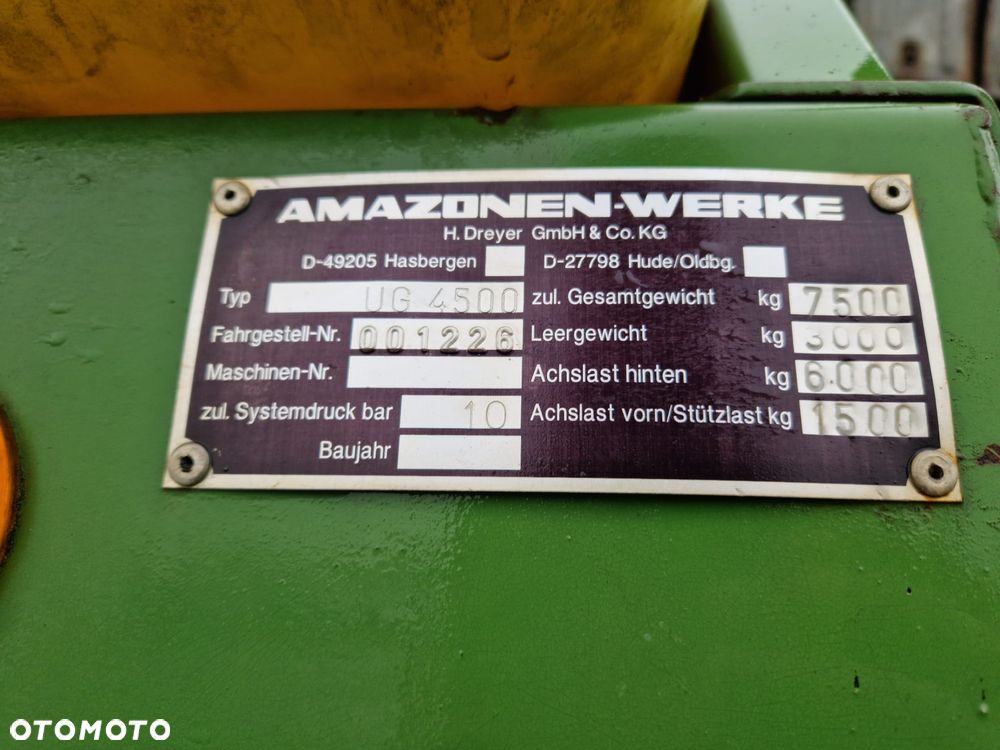 AMAZONEN-WERKE
H. Dreyer GmbH & Co. KG
D-49205 Hasbergen D-27798 Hude/Oldbg.
Typ UG 4500 zul. Gesamtgewicht kg 7500
Fahrgestell-Nr. 001226 Leergewicht kg 3000
Maschinen-Nr. Achslast hinten kg 6000
zul. Systemdruck bar 10 Achslast vorn/Stützlast kg 1500
Baujahr
OTOMOTO